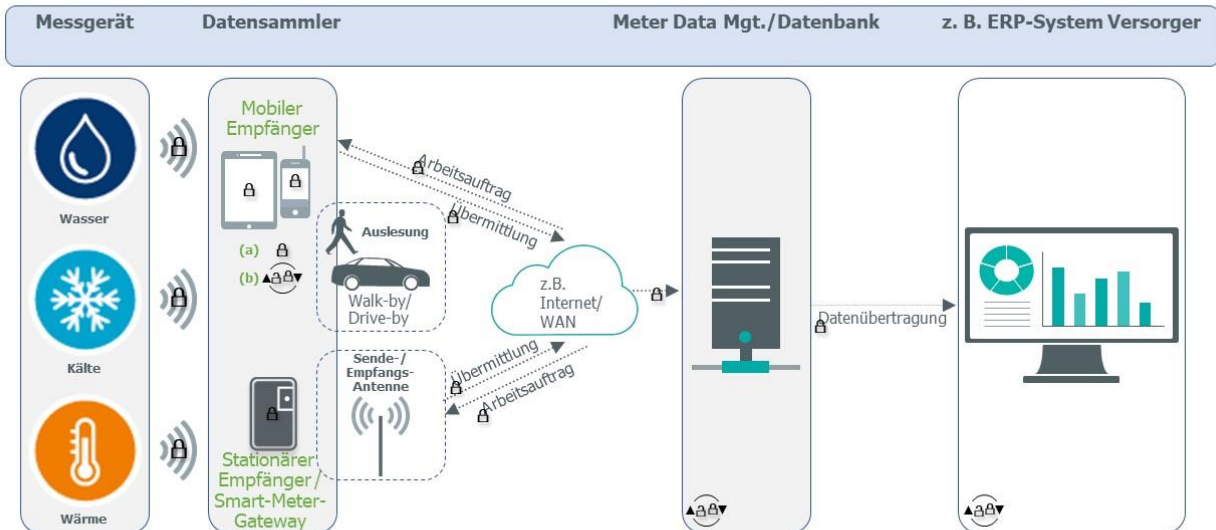 Messgerät
Datensammler
Meter Data Mgt./Datenbank
z. B. ERP-System Versorger
Wasser
Kälte
Wärme
Mobiler
Empfänger
(a)
(b)
Auslesung
Walk-by/
Drive-by
Stationärer
Empfänger /
Smart-Meter-
Gateway
Sende-/
Empfangs-
Antenne
Arbeitsauftrag
Übermittlung
Übermittlung
Arbeitsauftrag
z.B.
Internet/
WAN
Datenübertragung